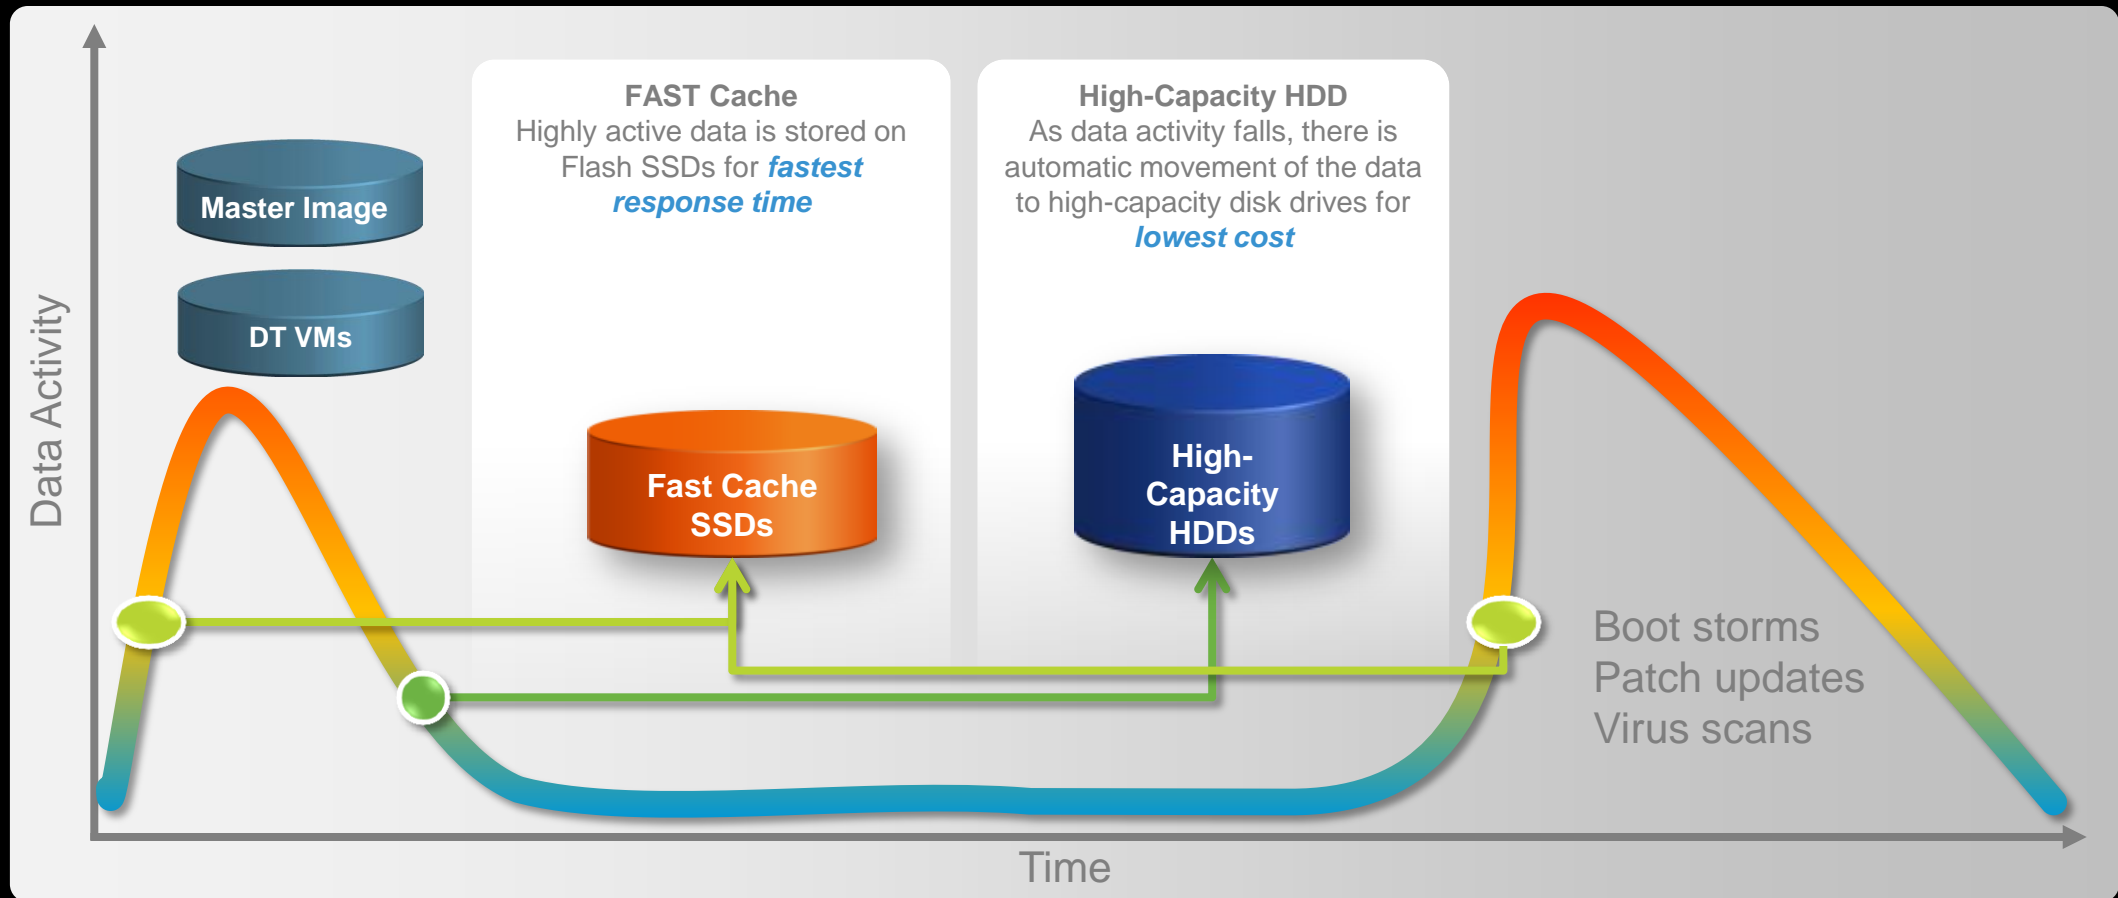 Data Activity
Master Image
DT VMs
FAST Cache
Highly active data is stored on
Flash SSDs for fastest
response time
Fast Cache
SSDs
High-Capacity HDD
As data activity falls, there is
automatic movement of the data
to high-capacity disk drives for
lowest cost
High-
Capacity
HDDs
Boot storms
Patch updates
Virus scans
Time